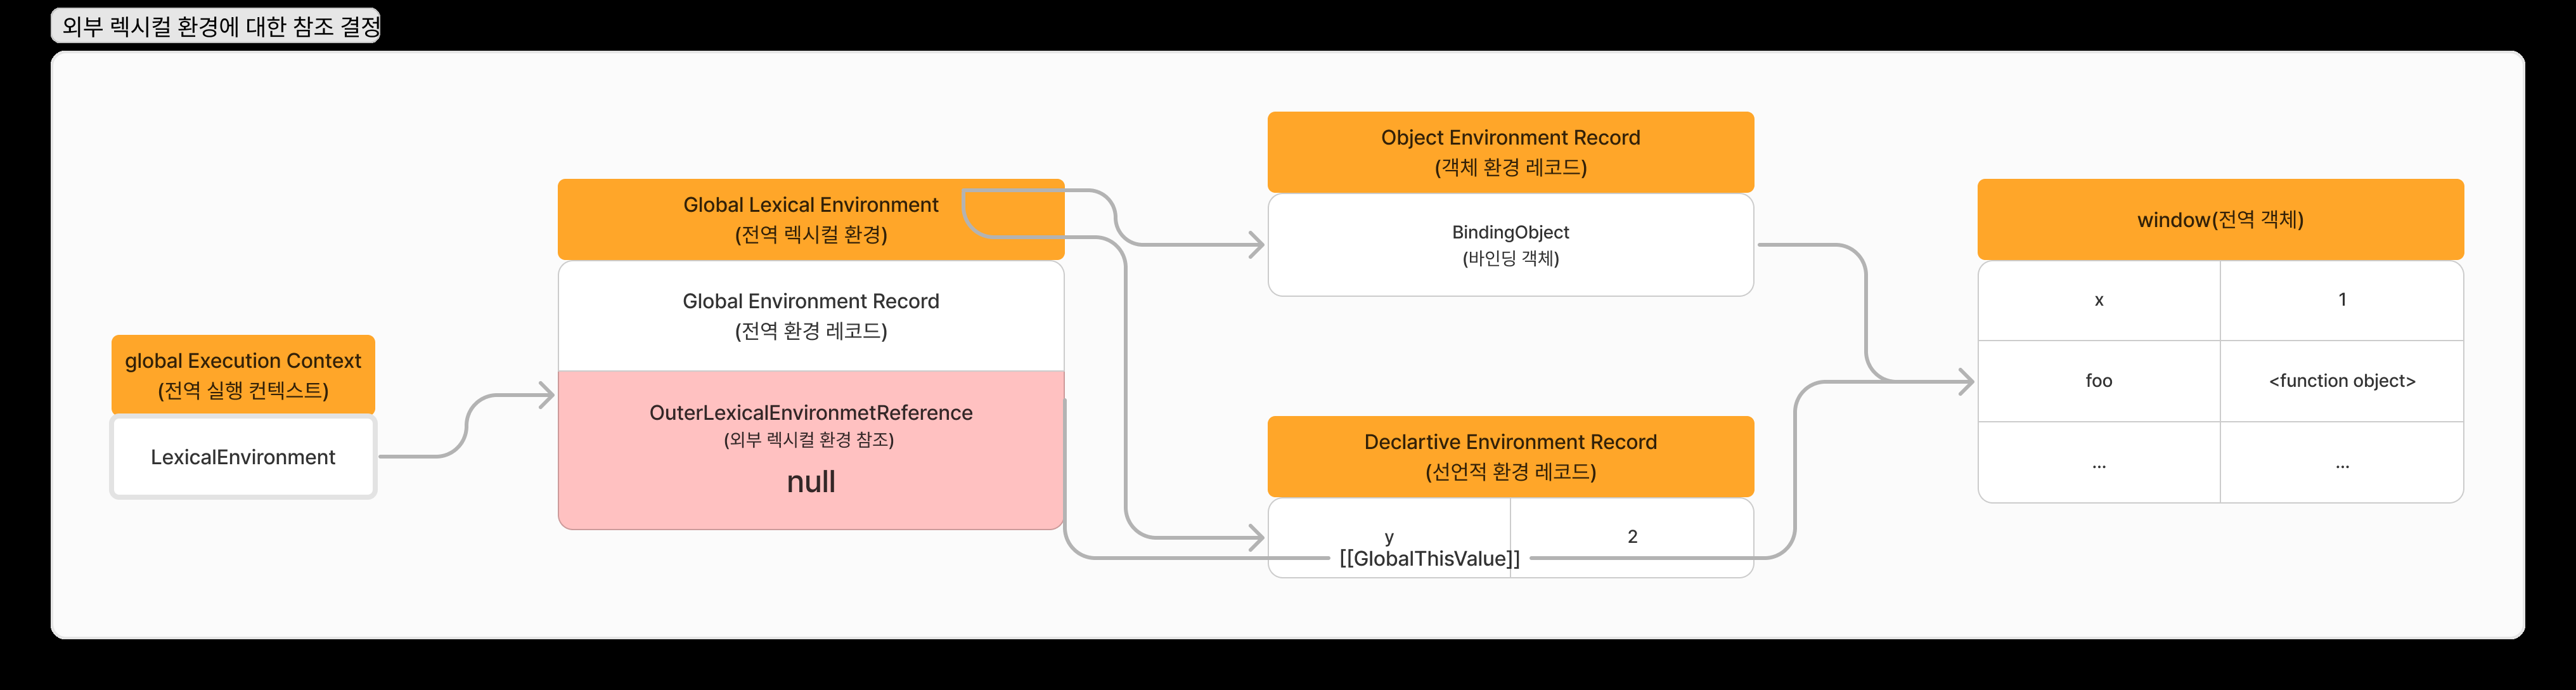 외부 렉시컬 환경에 대한 참조 결정
global Execution Context
(전역 실행 컨텍스트)
LexicalEnvironment
Global Lexical Environment
(전역 렉시컬 환경)
Global Environment Record
(전역 환경 레코드)
OuterLexicalEnvironmetReference
(외부 렉시컬 환경 참조)
null
Object Environment Record
(객체 환경 레코드)
BindingObject
(바인딩 객체)
Declartive Environment Record
(선언적 환경 레코드)
y 2
[[GlobalThisValue]]
window(전역 객체)
x 1
foo <function object>
... ...